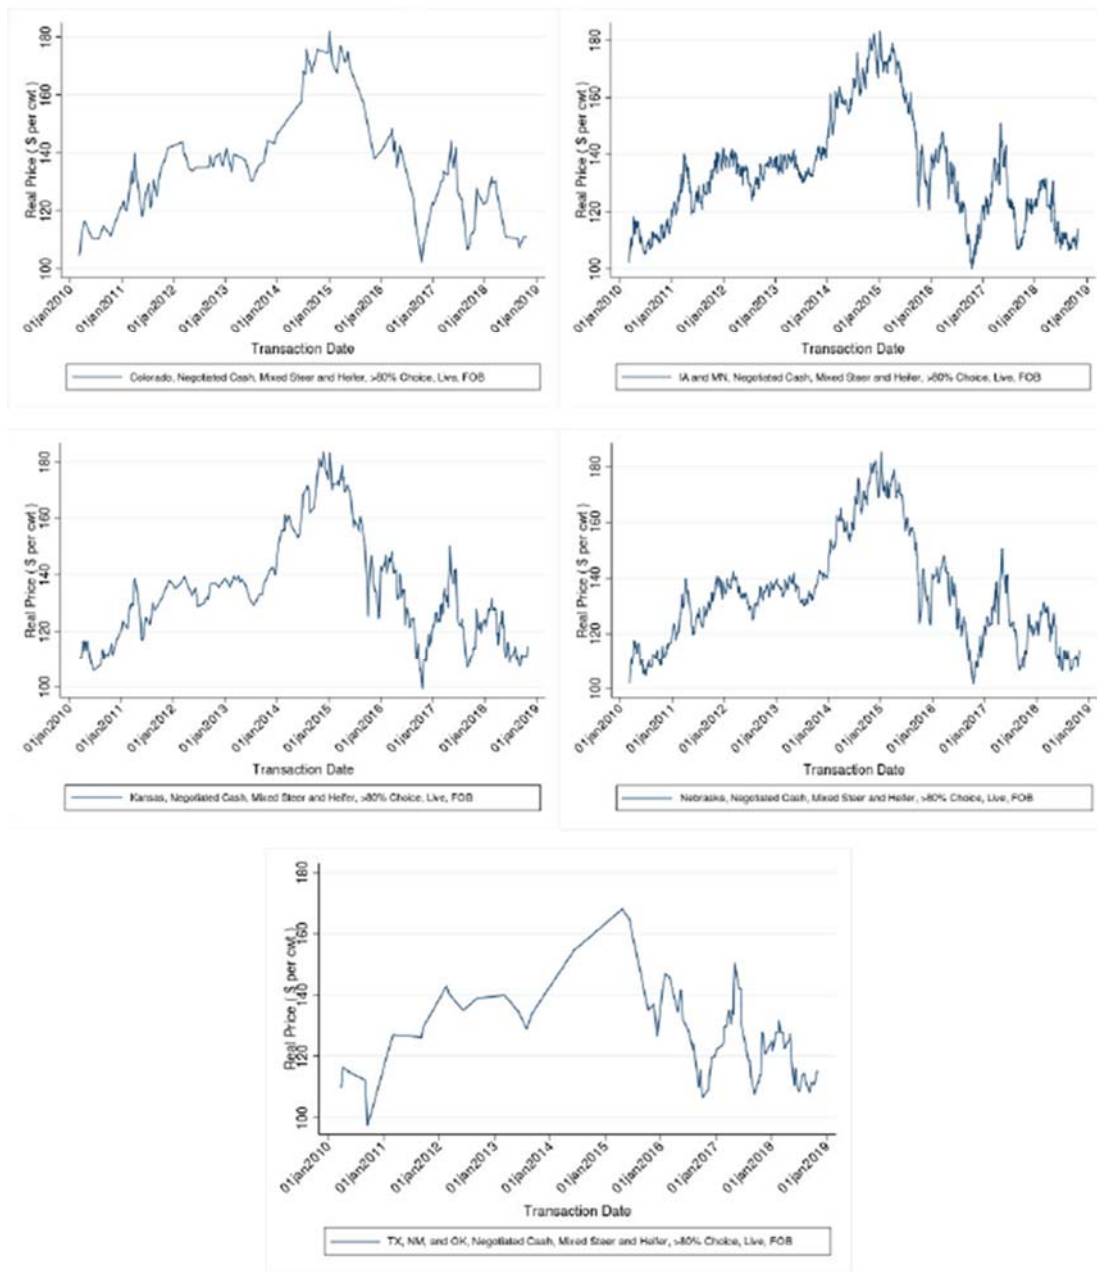 Real Price ( $ per cwt )
180
160
140
120
100
01jan2010
01jan2011
01jan2012
01jan2013
01jan2014
01jan2015
01jan2016
01jan2017
01jan2018
01jan2019
Transaction Date
Colorado, Negotiated Cash, Mixed Steer and Heifer, >80% Choice, Live, FOB
Real Price ( $ per cwt )
180
160
140
120
100
01jan2010
01jan2011
01jan2012
01jan2013
01jan2014
01jan2015
01jan2016
01jan2017
01jan2018
01jan2019
Transaction Date
IA and MN, Negotiated Cash, Mixed Steer and Heifer, >80% Choice, Live, FOB
Real Price ( $ per cwt )
180
160
140
120
100
01jan2010
01jan2011
01jan2012
01jan2013
01jan2014
01jan2015
01jan2016
01jan2017
01jan2018
01jan2019
Transaction Date
Kansas, Negotiated Cash, Mixed Steer and Heifer, >80% Choice, Live, FOB
Real Price ( $ per cwt )
180
160
140
120
100
01jan2010
01jan2011
01jan2012
01jan2013
01jan2014
01jan2015
01jan2016
01jan2017
01jan2018
01jan2019
Transaction Date
Nebraska, Negotiated Cash, Mixed Steer and Heifer, >80% Choice, Live, FOB
Real Price ( $ per cwt )
180
160
140
120
100
01jan2010
01jan2011
01jan2012
01jan2013
01jan2014
01jan2015
01jan2016
01jan2017
01jan2018
01jan2019
Transaction Date
TX, NM, and OK, Negotiated Cash, Mixed Steer and Heifer, >80% Choice, Live, FOB